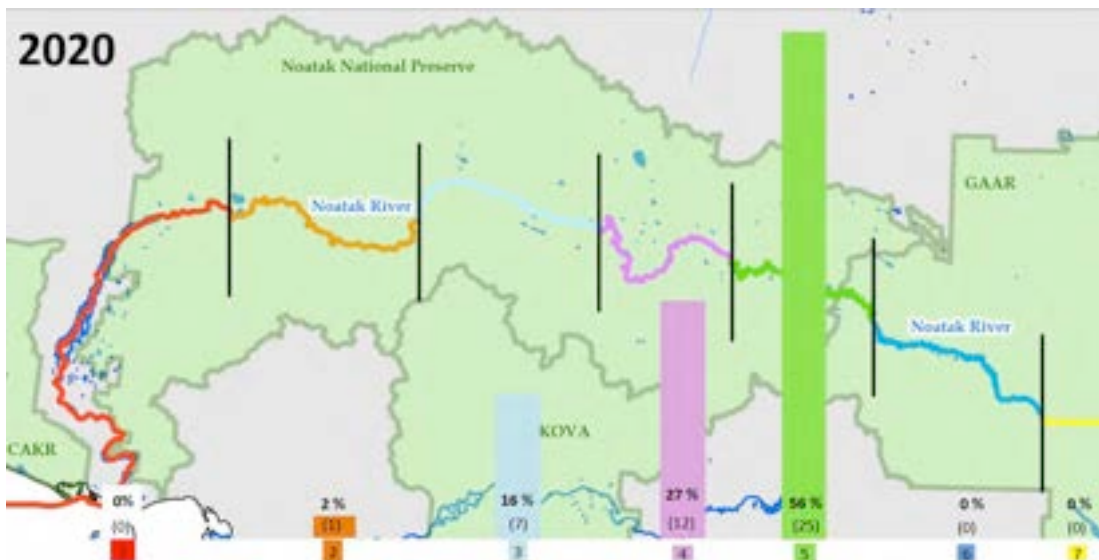 2020
Noatak National Preserve
GAAR
Noatak River
Noatak River
KOVA
CAKR
0% 2 % 16 % 27 % 56 % 0 % 0 %
(0) (1) (7) (12) (25) (0) (0)
1 2 3 4 5 6 7